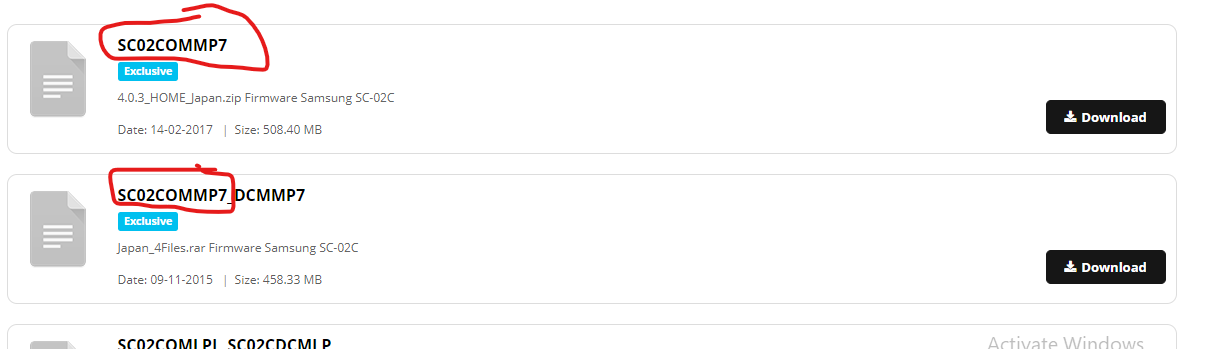 SC02COMMP7
Exclusive
4.0.3_HOME_Japan.zip Firmware Samsung SC-02C
Date: 14-02-2017 | Size: 508.40 MB
Download
SC02COMMP7_DCMMP7
Exclusive
Japan_4Files.rar Firmware Samsung SC-02C
Date: 09-11-2015 | Size: 458.33 MB
Download
SC02COMLPL_SC02CDCMLP
Activate Windows